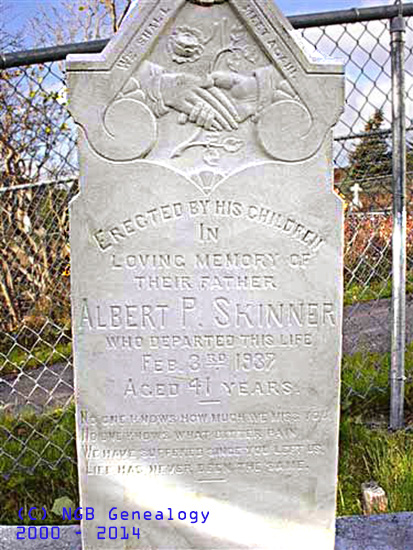 WE SHALL MEET AGAIN
ERECTED BY HIS CHILDREN
IN
LOVING MEMORY OF
THEIR FATHER
ALBERT P. SKINNER
WHO DEPARTED THIS LIFE
FEB. 3RD 1937
AGED 41 YEARS.
NO ONE KNOWS HOW MUCH WE MISS YOU
NO ONE KNOWS WHAT BITTER PAIN
WE HAVE SUFFERED SINCE YOU LEFT US
LIFE HAS NEVER BEEN THE SAME.
(C) NGB Genealogy
2000 - 2014